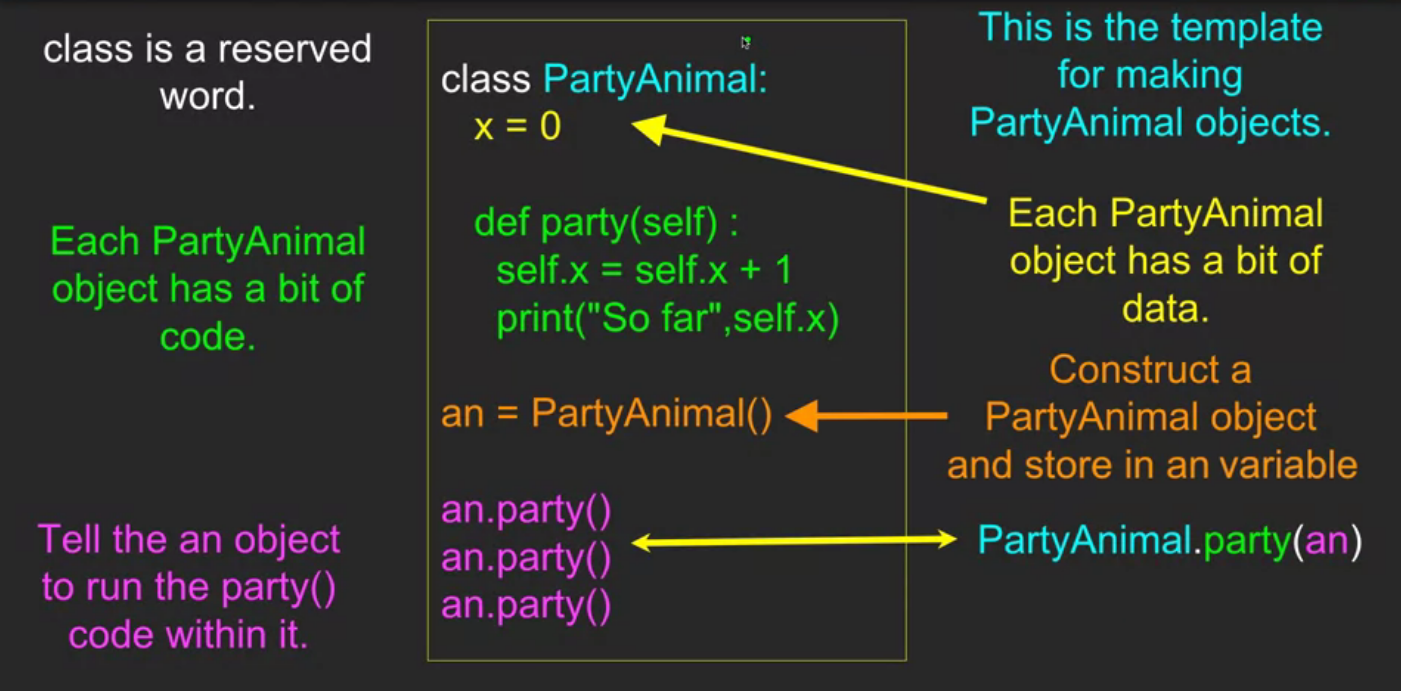 class is a reserved
word.
Each PartyAnimal
object has a bit of
code.
Tell the an object
to run the party()
code within it.
class PartyAnimal:
x = 0
def party(self) :
self.x = self.x + 1
print("So far",self.x)
an = PartyAnimal()
an.party()
an.party()
an.party()
This is the template
for making
PartyAnimal objects.
Each PartyAnimal
object has a bit of
data.
Construct a
PartyAnimal object
and store in an variable
PartyAnimal.party(an)